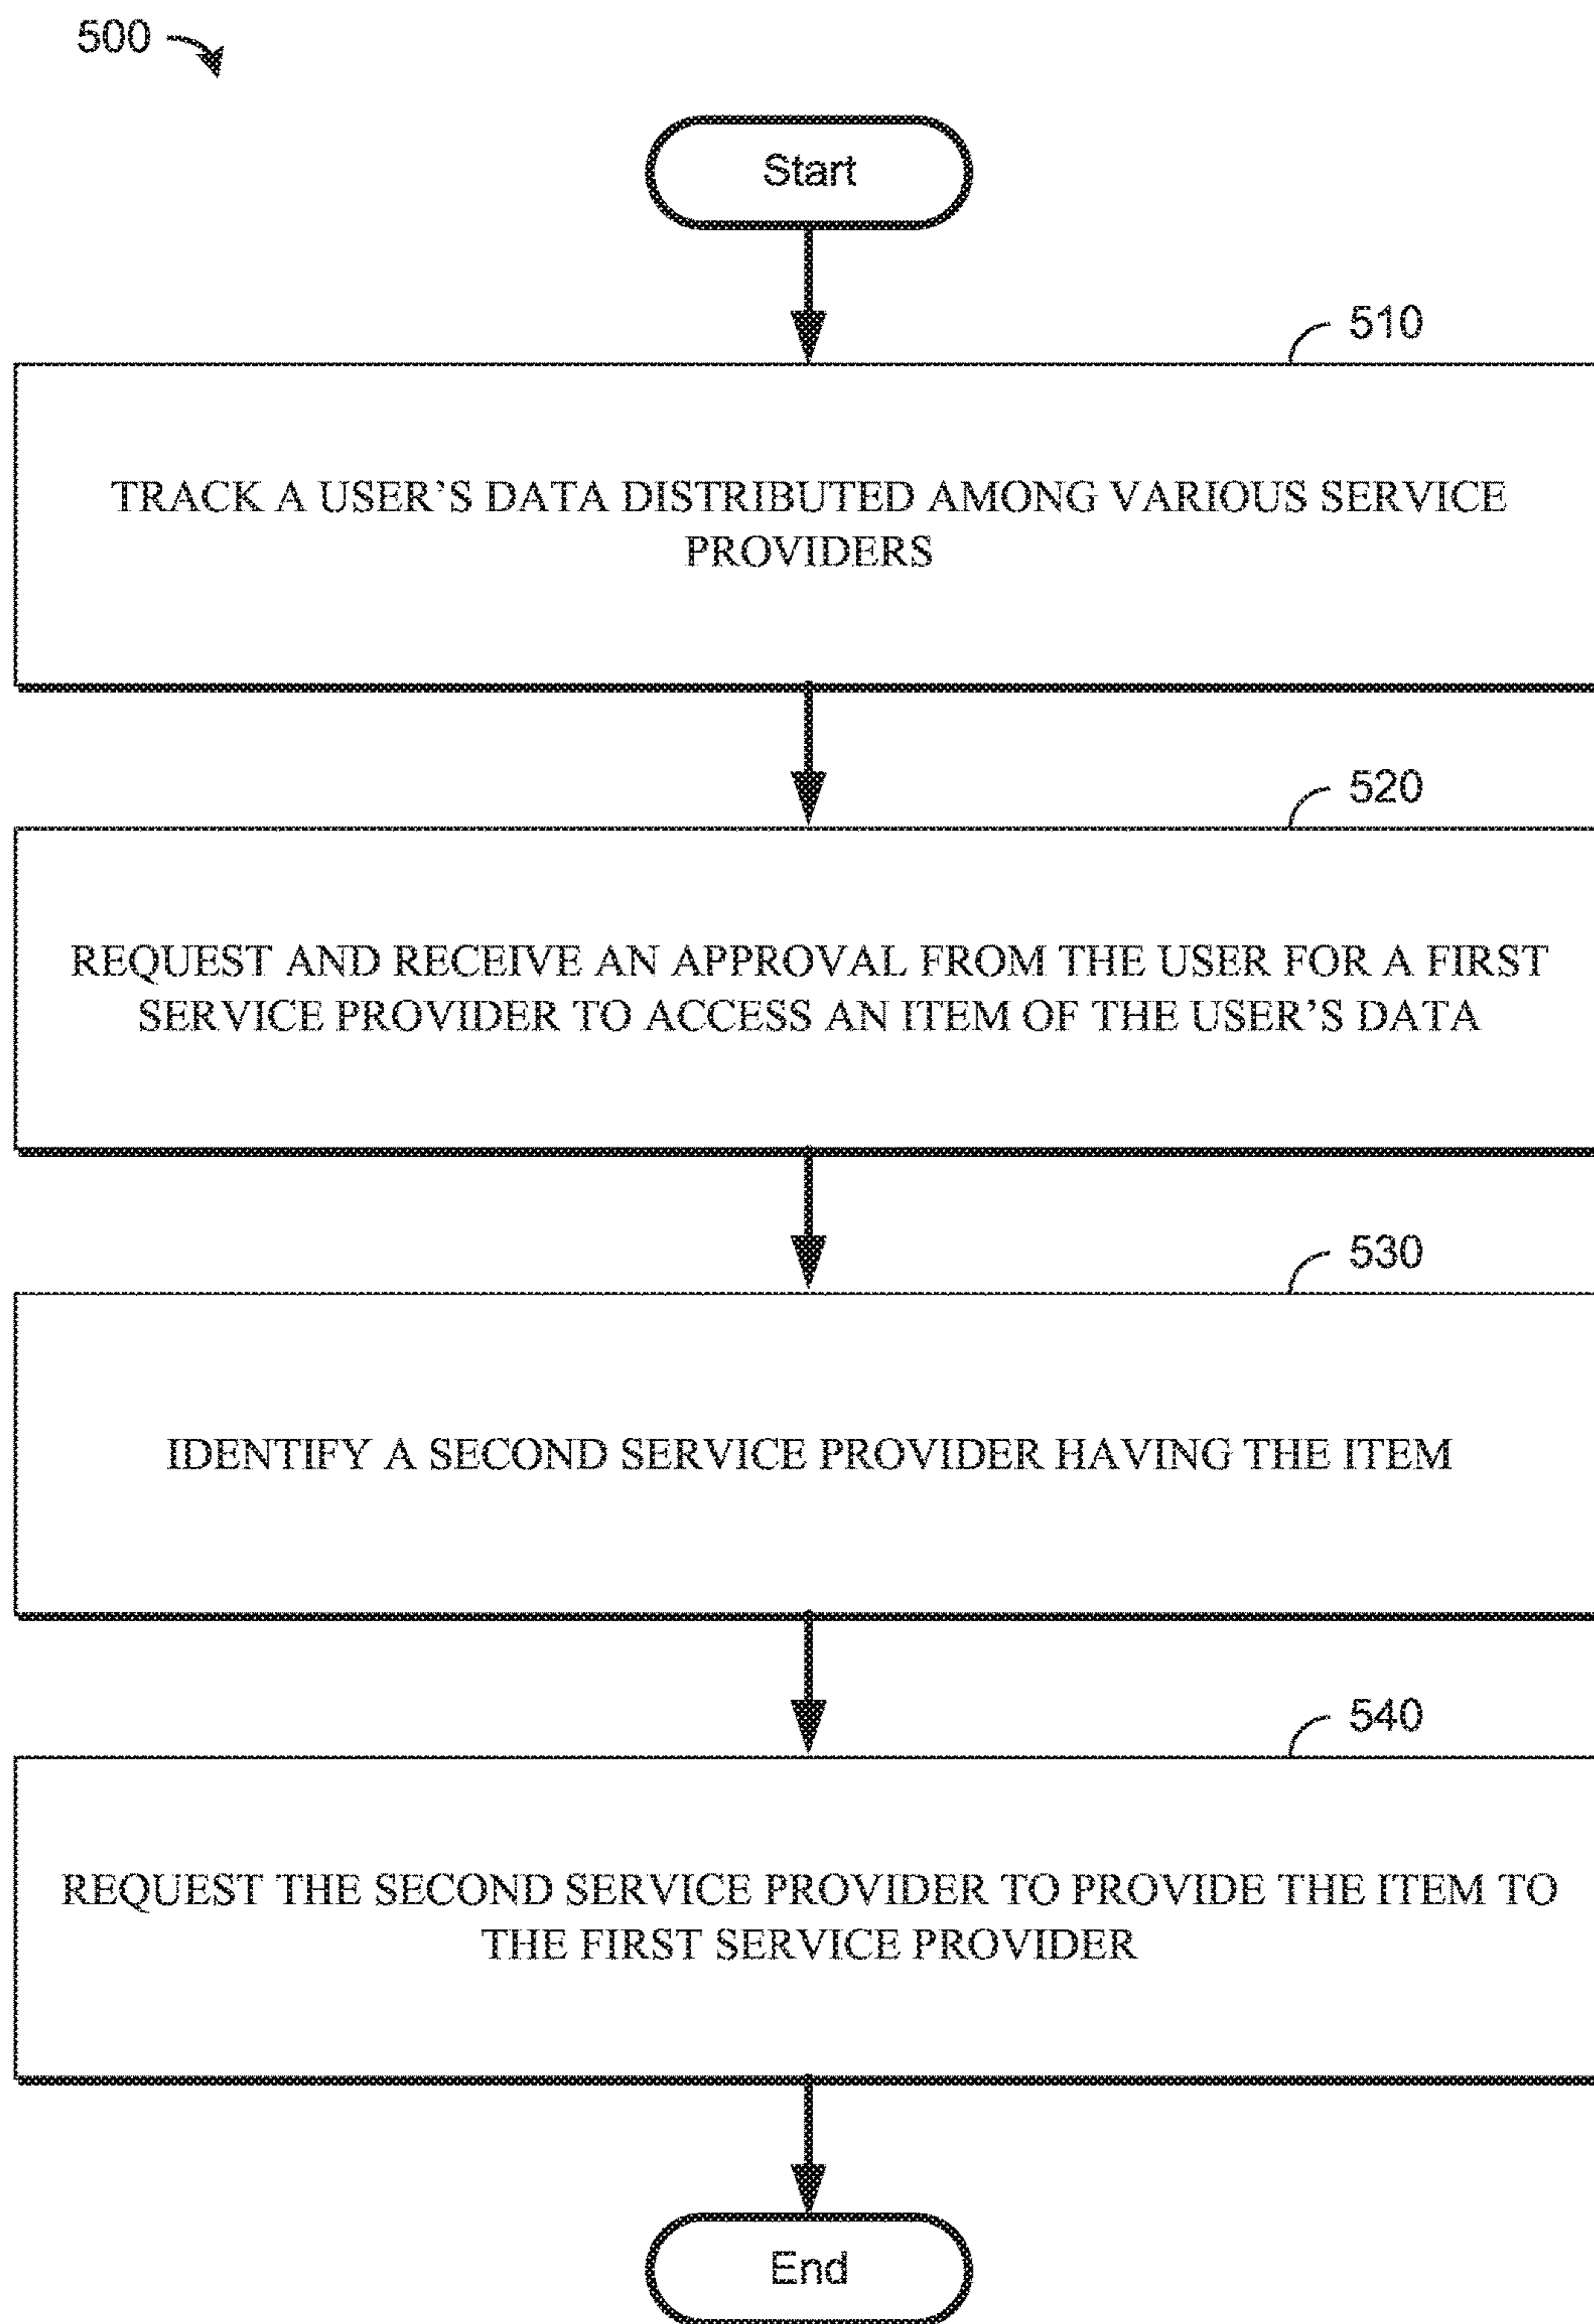 500
Start
510
TRACK A USER'S DATA DISTRIBUTED AMONG VARIOUS SERVICE
PROVIDERS
520
REQUEST AND RECEIVE AN APPROVAL FROM THE USER FOR A FIRST
SERVICE PROVIDER TO ACCESS AN ITEM OF THE USER'S DATA
530
IDENTIFY A SECOND SERVICE PROVIDER HAVING THE ITEM
540
REQUEST THE SECOND SERVICE PROVIDER TO PROVIDE THE ITEM TO
THE FIRST SERVICE PROVIDER
End